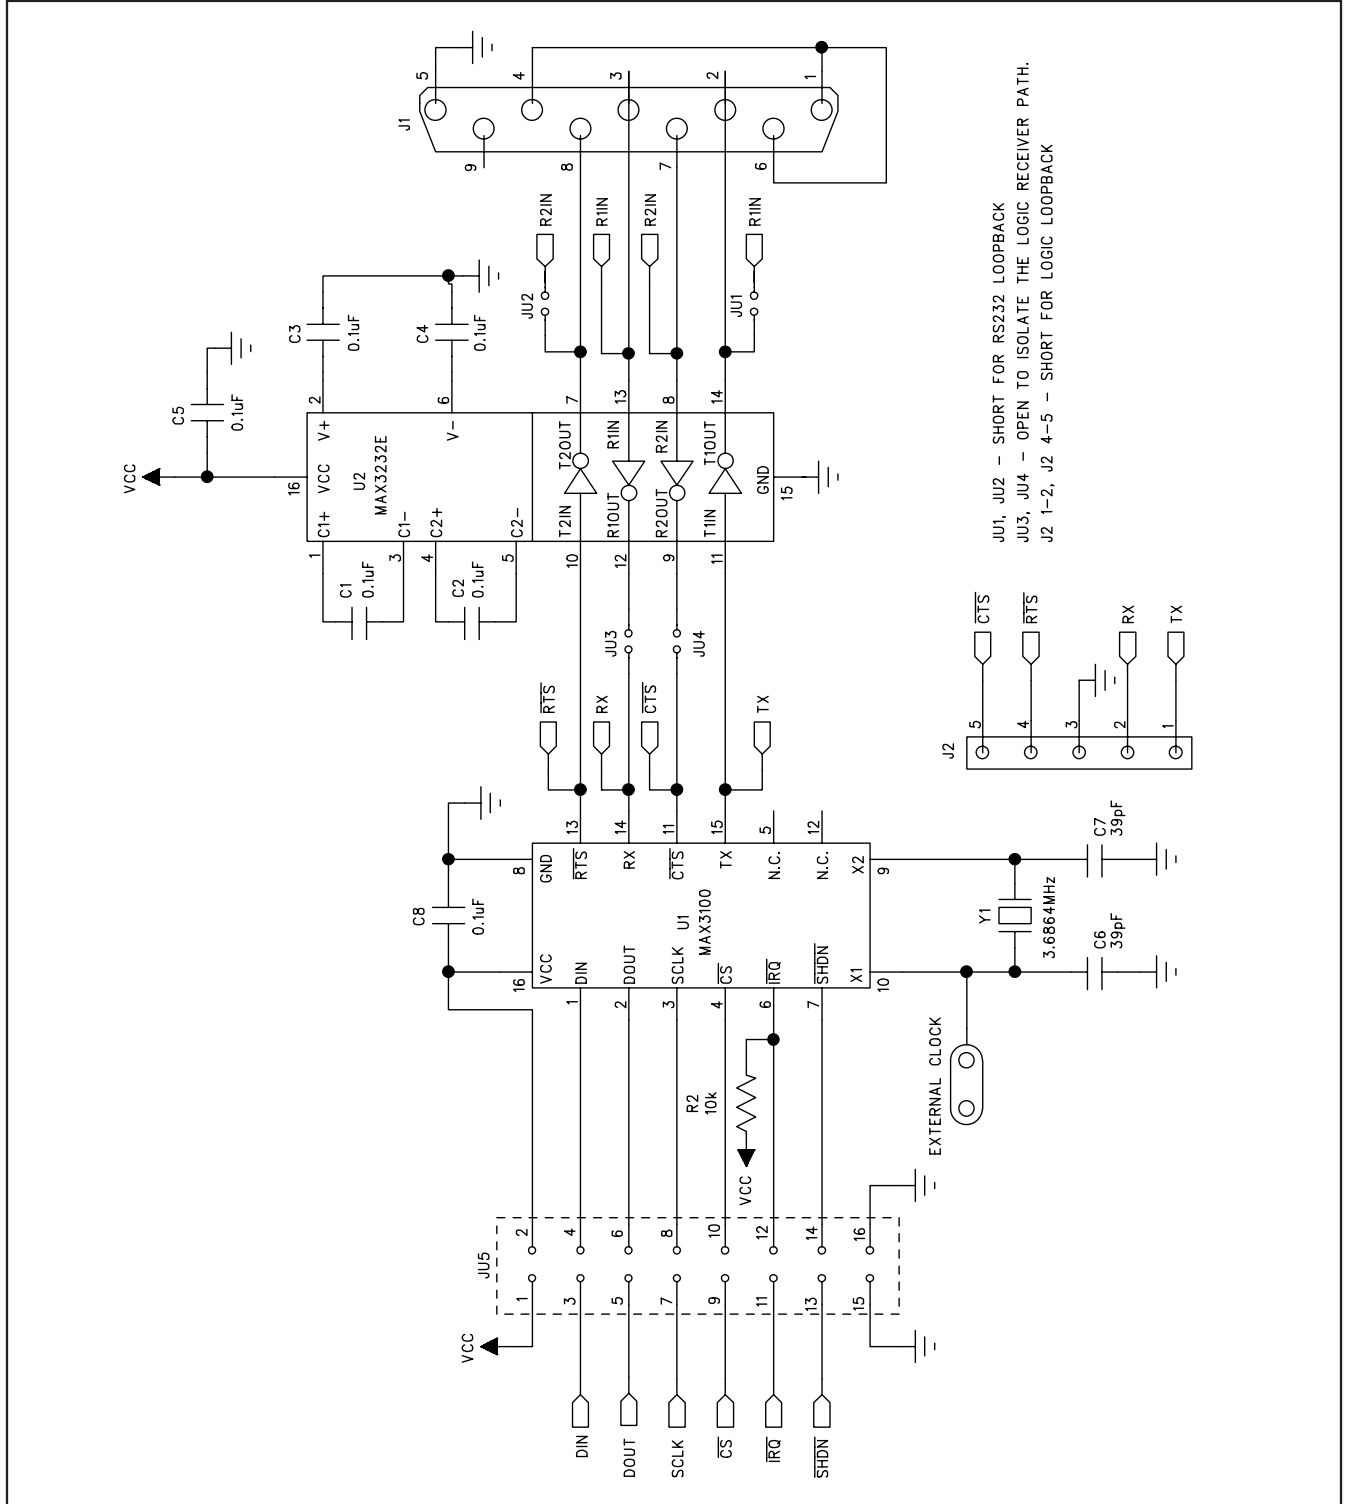 J1
5
4
3
2
1
9
8
7
6
VCC
C5
0.1uF
C3
0.1uF
C4
0.1uF
JU2
R2IN
R1IN
R2IN
JU1
R1IN
16
2
6
7
13
8
14
15
VCC
V+
V-
U2
MAX3232E
C1+
C1-
C2+
C2-
T2IN
T2OUT
R1OUT
R1IN
R2OUT
R2IN
T1IN
T1OUT
GND
1
3
4
5
10
12
9
11
C1
0.1uF
C2
0.1uF
JU3
JU4
RTS
RX
CTS
TX
JU1, JU2 - SHORT FOR RS232 LOOPBACK
JU3, JU4 - OPEN TO ISOLATE THE LOGIC RECEIVER PATH.
J2 1-2, J2 4-5 - SHORT FOR LOGIC LOOPBACK
J2
5
4
3
2
1
CTS
RTS
RX
TX
C8
0.1uF
8
13
14
11
15
5
12
GND
RTS
RX
CTS
TX
N.C.
N.C.
X2
9
U1
MAX3100
VCC
DIN
DOUT
SCLK
CS
IRQ
SHDN
X1
10
16
1
2
3
4
6
7
Y1
3.6864MHz
C7
39pF
C6
39pF
EXTERNAL CLOCK
R2
10k
VCC
JU5
2
4
6
8
10
12
14
16
1
3
5
7
9
11
13
15
VCC
DIN
DOUT
SCLK
CS
IRQ
SHDN